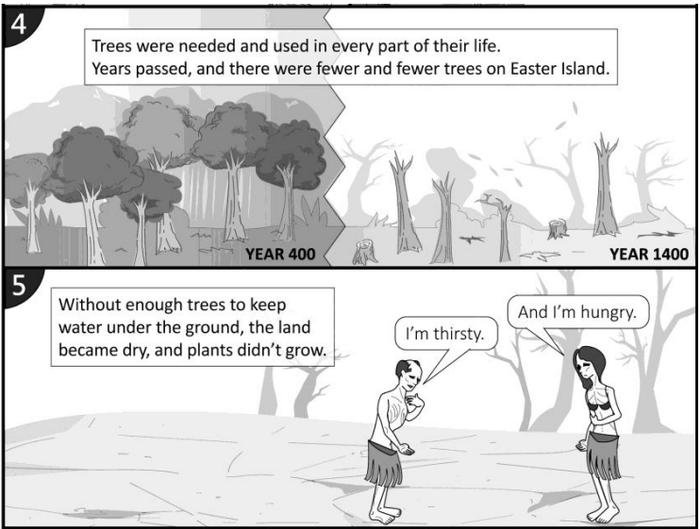 4
Trees were needed and used in every part of their life.
Years passed, and there were fewer and fewer trees on Easter Island.
YEAR 400
YEAR 1400
5
Without enough trees to keep
water under the ground, the land
became dry, and plants didn't grow.
I'm thirsty.
And I'm hungry.